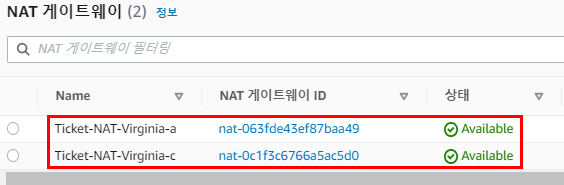 NAT 게이트웨이 (2) 정보
NAT 게이트웨이 필터링
Name NAT 게이트웨이 ID 상태
Ticket-NAT-Virginia-a nat-063fde43ef87baa49 Available
Ticket-NAT-Virginia-c nat-0c1f3c6766a5ac5d0 Available